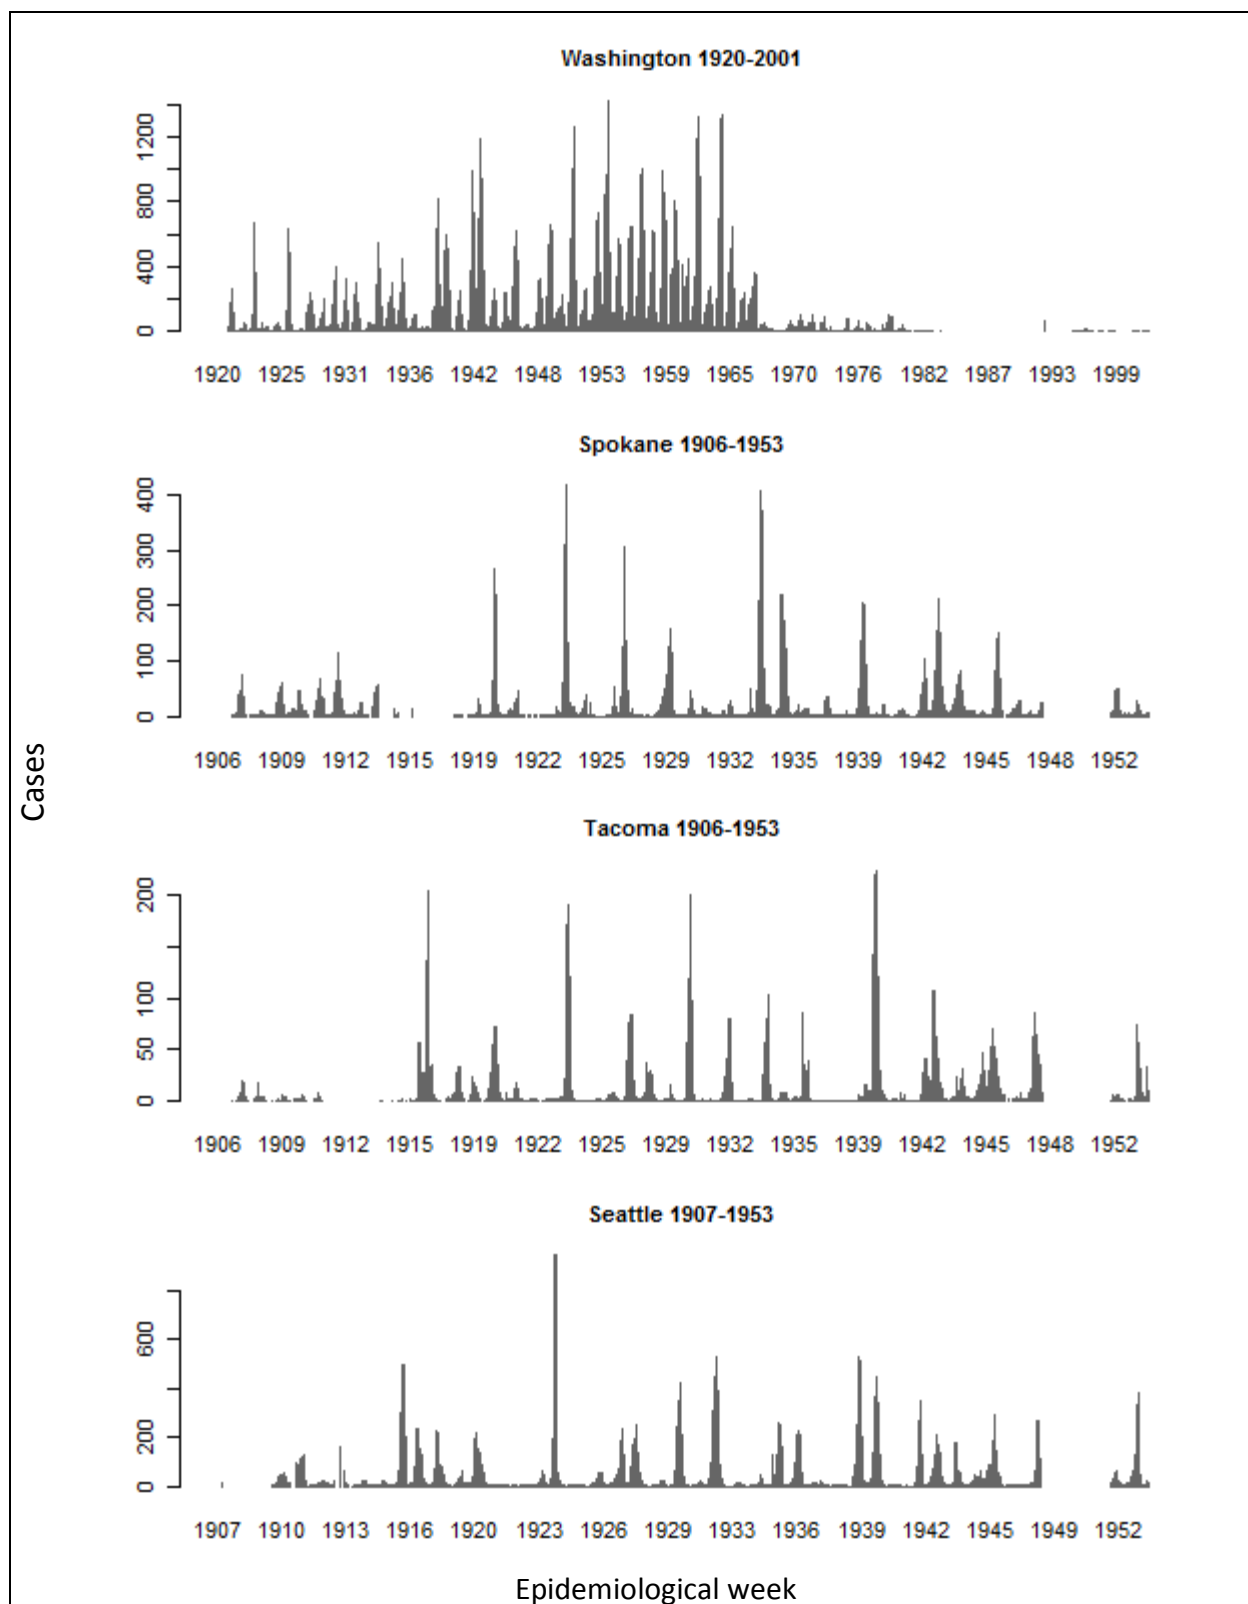 Washington 1920-2001
1200
800
400
0
1920 1925 1931 1936 1942 1948 1953 1959 1965 1970 1976 1982 1987 1993 1999
Spokane 1906-1953
400
300
200
100
0
1906 1909 1912 1915 1919 1922 1925 1929 1932 1935 1939 1942 1945 1948 1952
Cases
Tacoma 1906-1953
200
100
50
0
1906 1909 1912 1915 1919 1922 1925 1929 1932 1935 1939 1942 1945 1948 1952
Seattle 1907-1953
600
200
0
1907 1910 1913 1916 1920 1923 1926 1929 1933 1936 1939 1942 1945 1949 1952
Epidemiological week